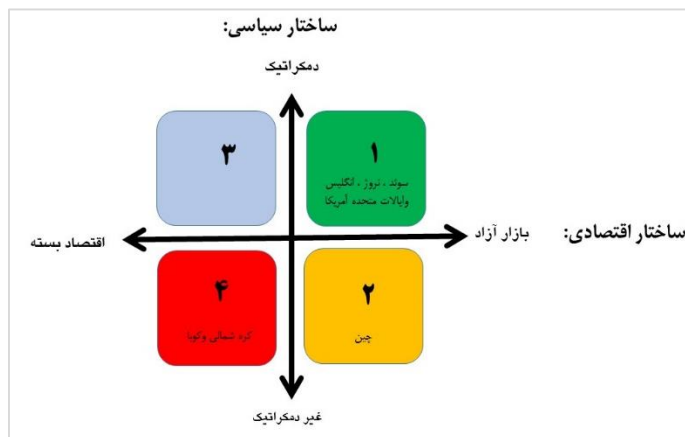 ساختار سیاسی:
دمکراتیک
۱
سوئد ، نروژ ، انگلیس
وایالات متحده آمریکا
۳
ساختار اقتصادی:
بازار آزاد
اقتصاد بسته
۲
چین
۴
کره شمالی وکوبا
غیر دمکراتیک